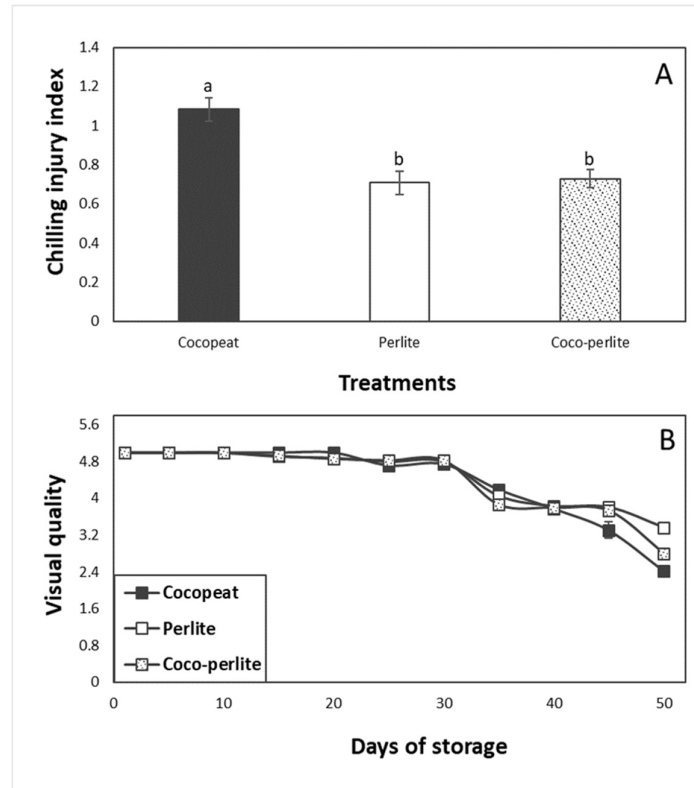 1.4
1.2
1
0.8
0.6
0.4
0.2
0
Chilling injury index
A
a
b
b
Cocopeat Perlite Coco-perlite
Treatments
5.6
4.8
4
3.2
2.4
1.6
0.8
0
Visual quality
B
Cocopeat
Perlite
Coco-perlite
0 10 20 30 40 50
Days of storage